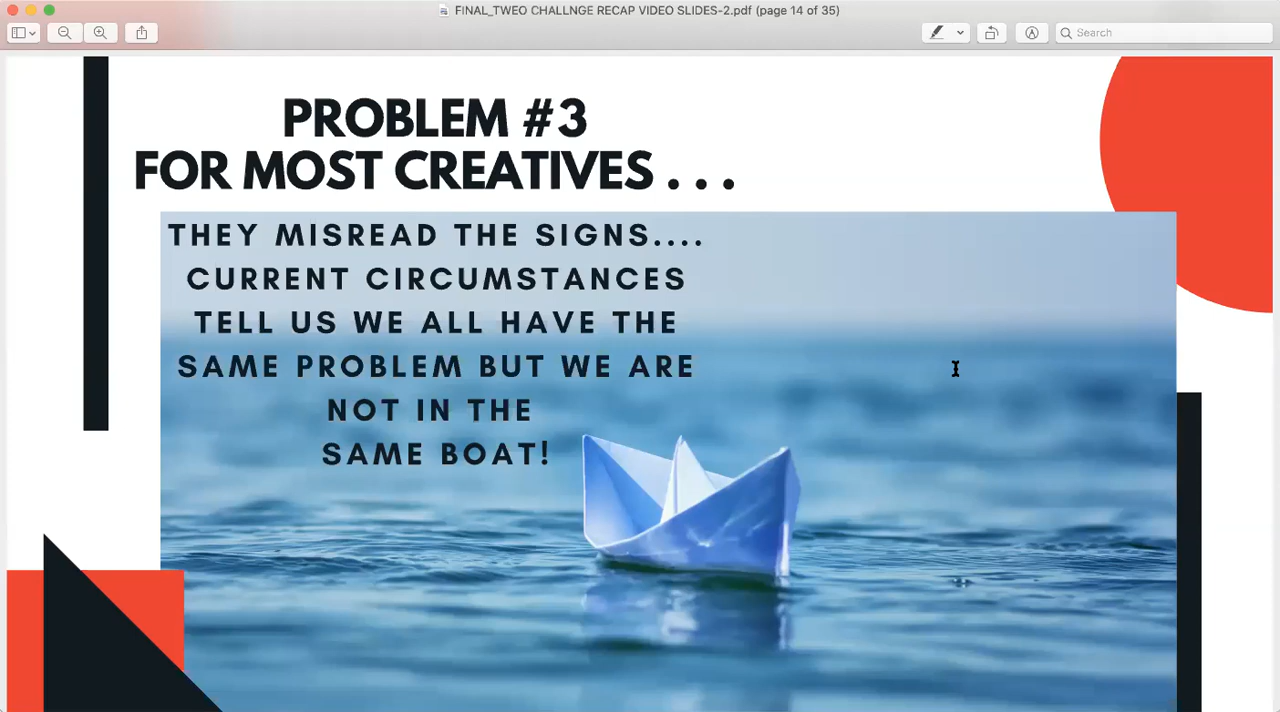 FINAL_TWEO CHALLNGE RECAP VIDEO SLIDES-2.pdf (page 14 of 35)
Search
PROBLEM #3
FOR MOST CREATIVES . . .
THEY MISREAD THE SIGNS....
CURRENT CIRCUMSTANCES
TELL US WE ALL HAVE THE
SAME PROBLEM BUT WE ARE
NOT IN THE
SAME BOAT!